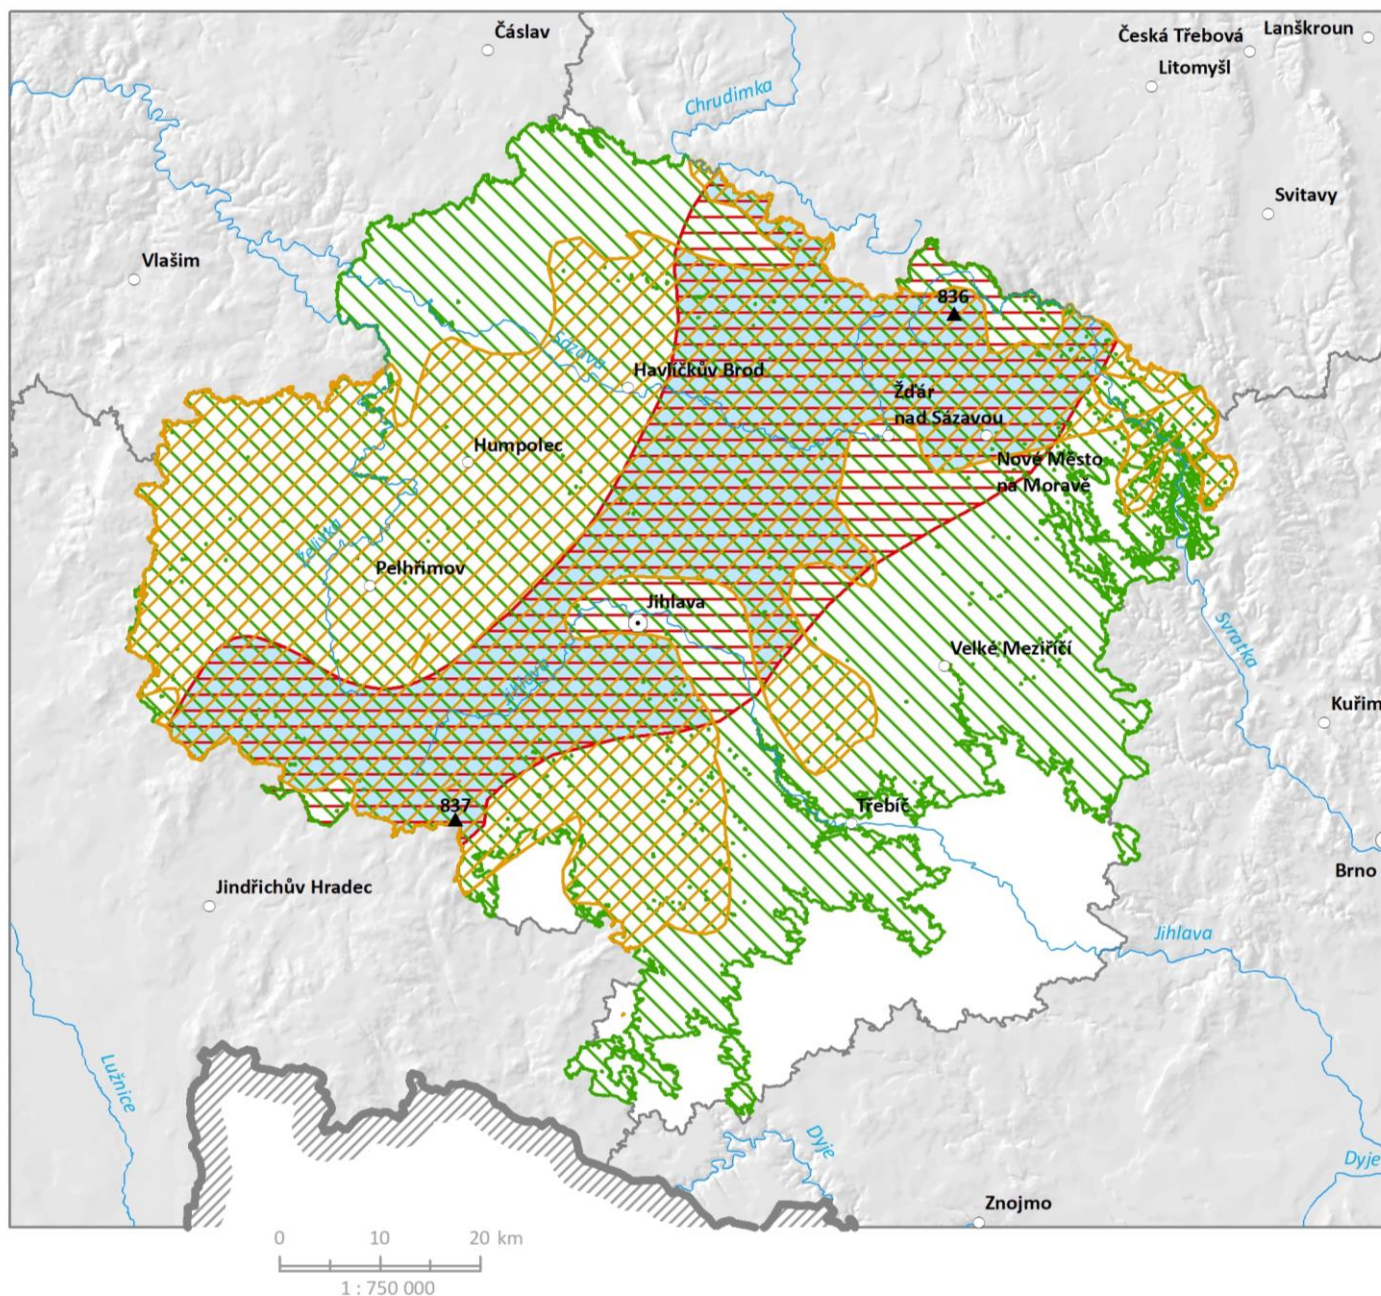 Čáslav
Česká Třebová
Lanškroun
Litomyšl
Chrudimka
Svitavy
Vlašim
836
Sázava
Havlíčkův Brod
Žďár
nad Sázavou
Humpolec
Nové Město
na Moravě
Želivka
Pelhřimov
Jihlava
Velké Meziříčí
Svratka
Jihlava
Kuřim
837
Třebíč
Brno
Jindřichův Hradec
Jihlava
Lužnice
Dyje
Dyje
Znojmo
0 10 20 km
1 : 750 000